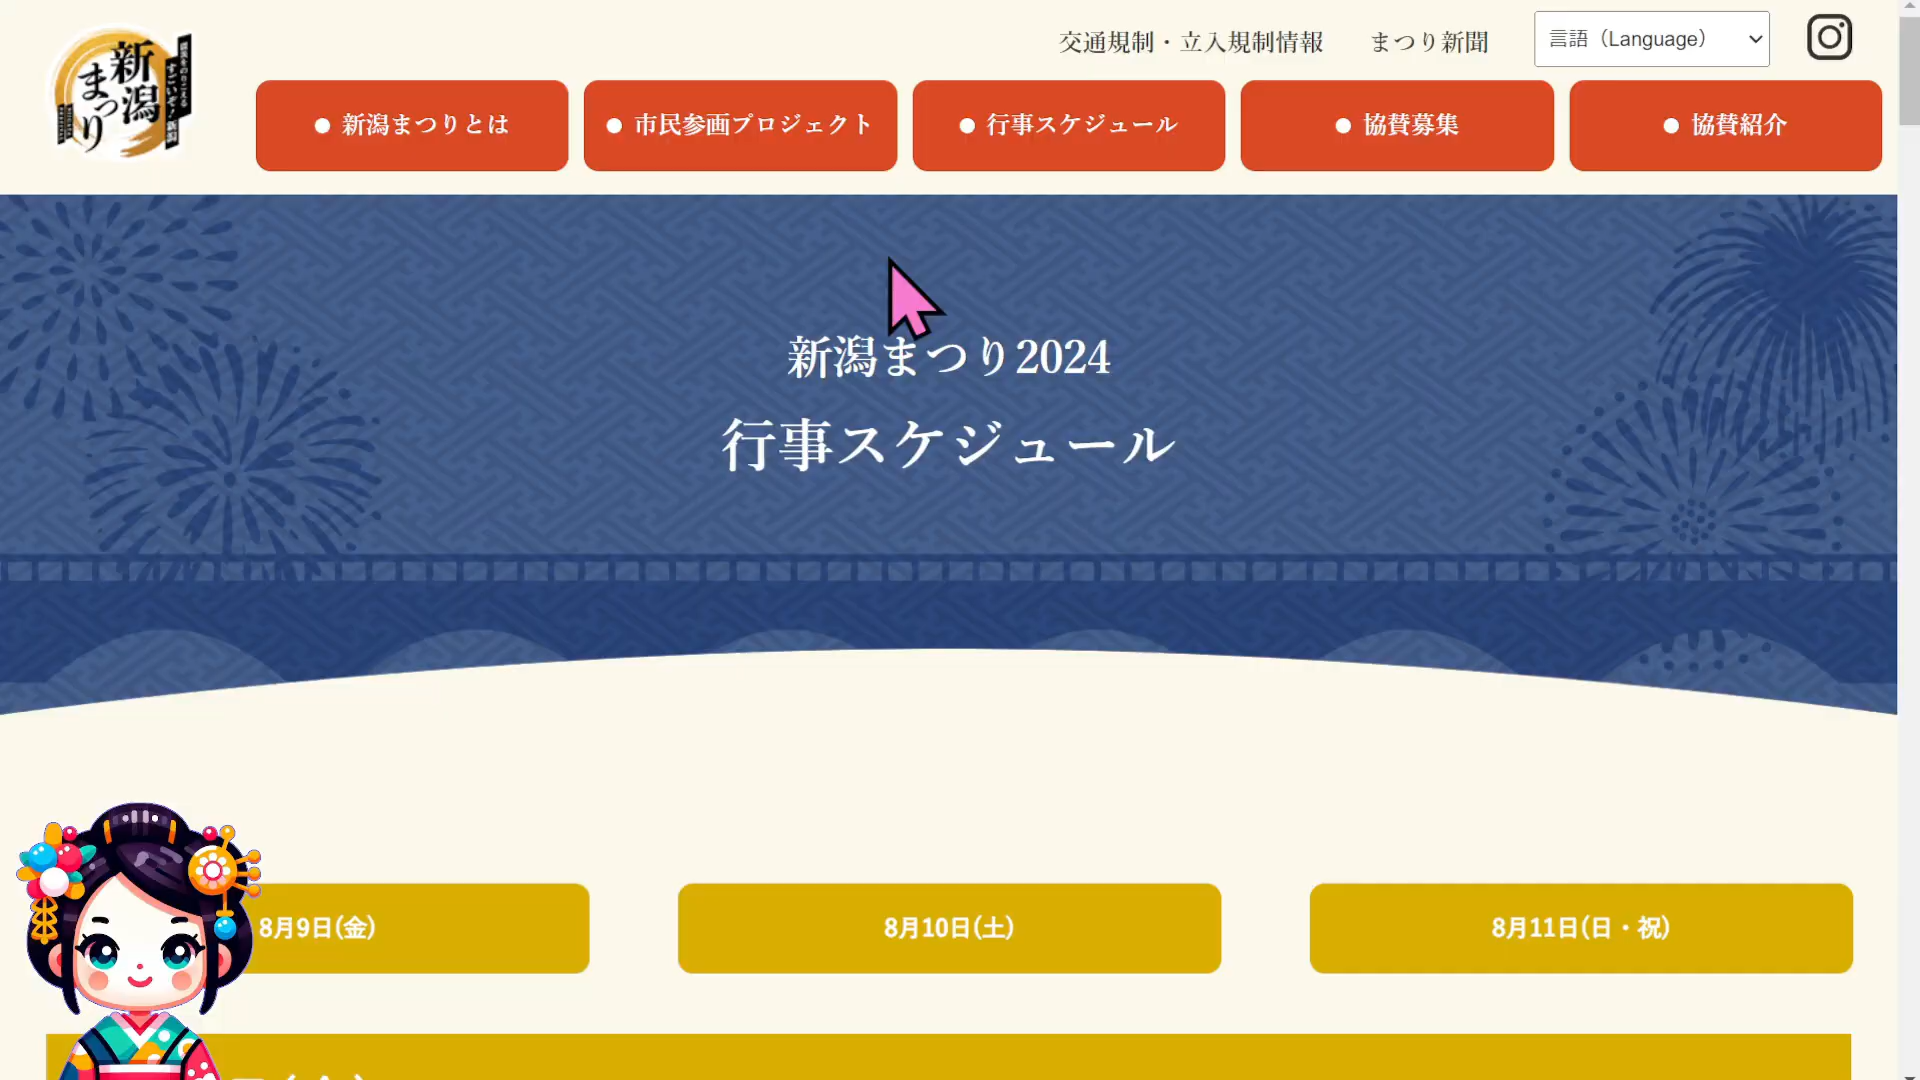 新潟まつり
交通規制・立入規制情報
まつり新聞
言語（Language）
新潟まつりとは
市民参画プロジェクト
行事スケジュール
協賛募集
協賛紹介
新潟まつり2024
行事スケジュール
8月9日(金)
8月10日(土)
8月11日(日・祝)